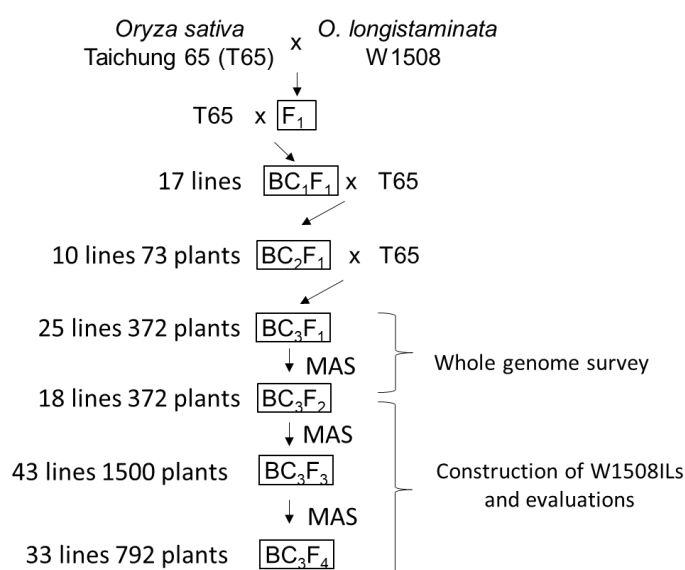 Oryza sativa x O. longistaminata
Taichung 65 (T65) W1508
T65 x F1
17 lines BC1F1 x T65
10 lines 73 plants BC2F1 x T65
25 lines 372 plants BC3F1
MAS
Whole genome survey
18 lines 372 plants BC3F2
MAS
43 lines 1500 plants BC3F3
Construction of W1508ILs
and evaluations
MAS
33 lines 792 plants BC3F4